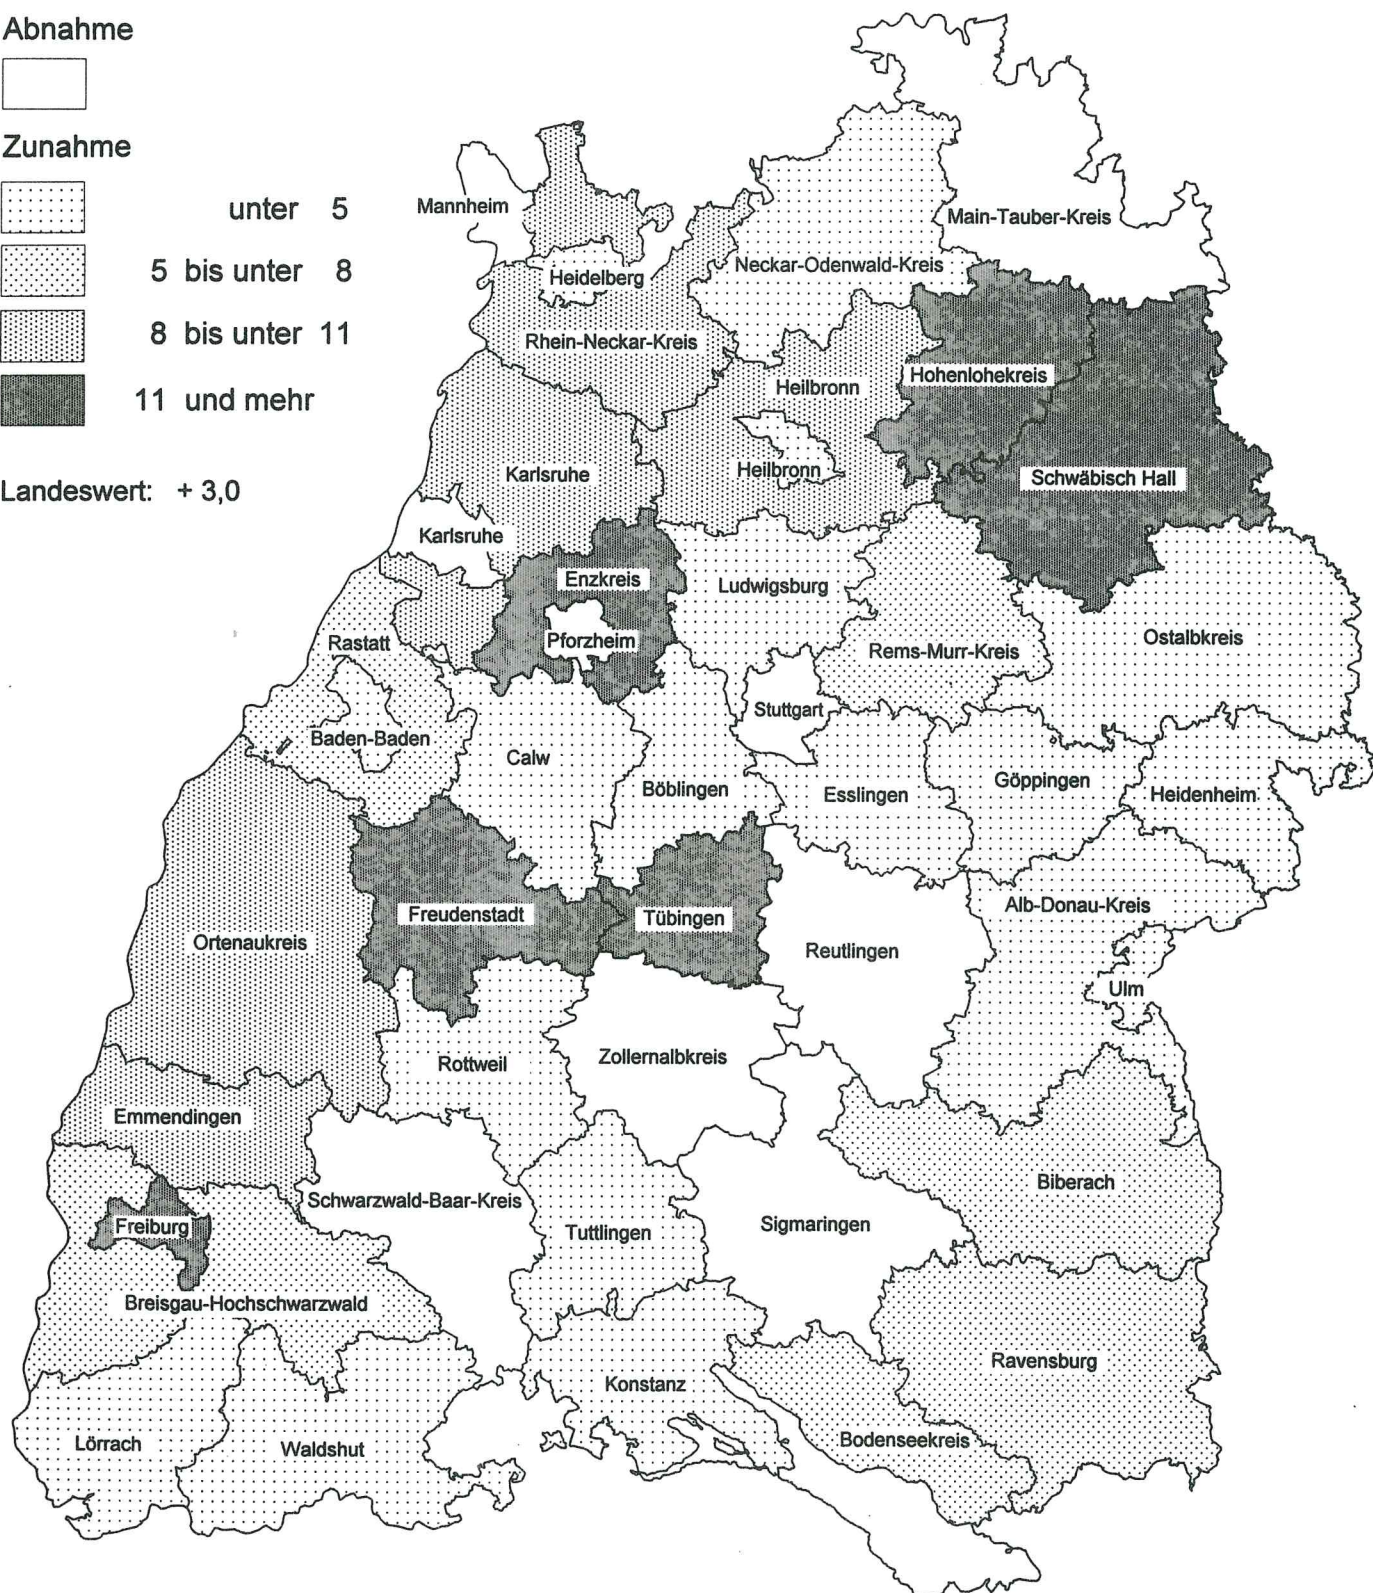 Abnahme
Zunahme
unter 5
5 bis unter 8
8 bis unter 11
11 und mehr
Landeswert: + 3,0
Mannheim
Main-Tauber-Kreis
Neckar-Odenwald-Kreis
Heidelberg
Rhein-Neckar-Kreis
Hohenlohekreis
Heilbronn
Heilbronn
Karlsruhe
Schwäbisch Hall
Karlsruhe
Enzkreis
Ludwigsburg
Pforzheim
Ostalbkreis
Rastatt
Rems-Murr-Kreis
Stuttgart
Baden-Baden
Calw
Göppingen
Böblingen
Esslingen
Heidenheim
Alb-Donau-Kreis
Freudenstadt
Tübingen
Ortenaukreis
Reutlingen
Ulm
Zollernalbkreis
Rottweil
Emmendingen
Biberach
Schwarzwald-Baar-Kreis
Freiburg
Sigmaringen
Tuttlingen
Breisgau-Hochschwarzwald
Ravensburg
Konstanz
Bodenseekreis
Lörrach
Waldshut